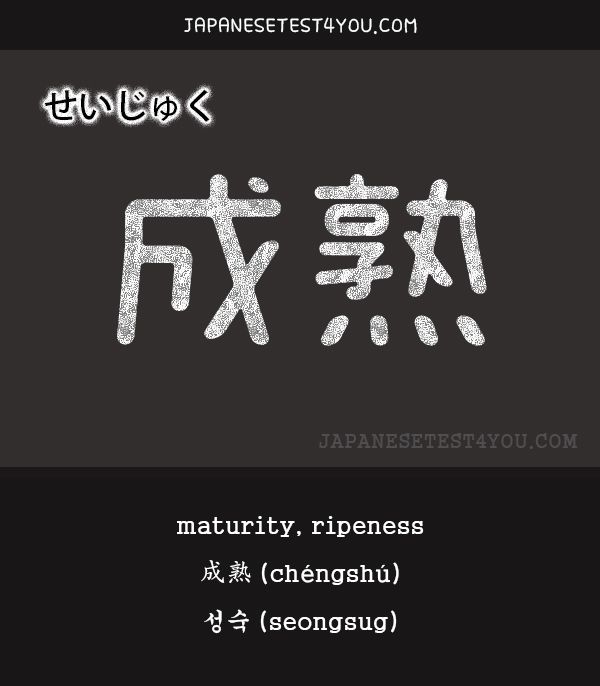 JAPANESETEST4YOU.COM
せいじゅく
成熟
JAPANESETEST4YOU.COM
maturity, ripeness
成熟 (chéngshú)
성숙 (seongsug)